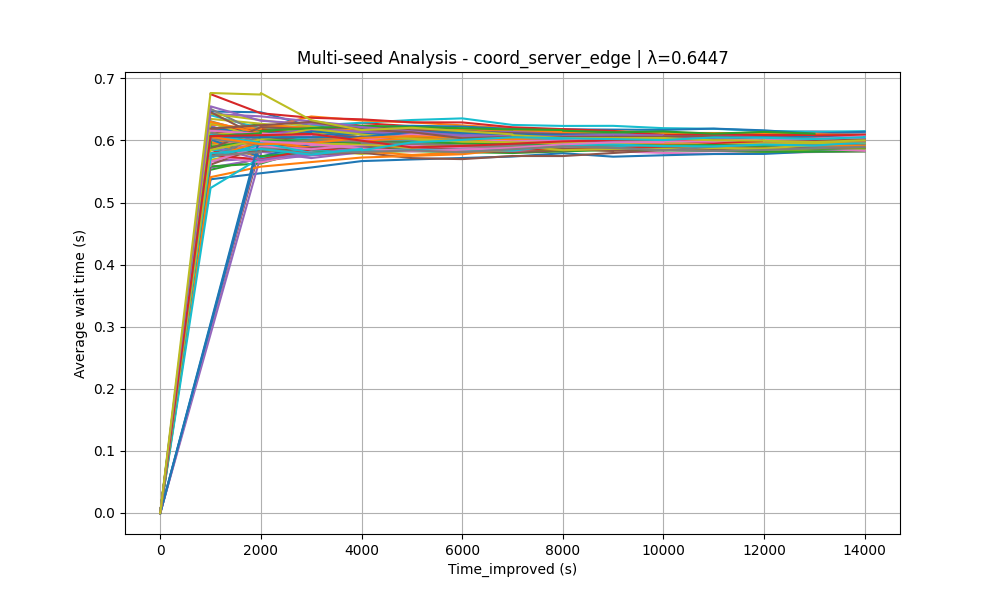 Multi-seed Analysis - coord_server_edge | λ=0.6447
Average wait time (s)
0.7
0.6
0.5
0.4
0.3
0.2
0.1
0.0
0 2000 4000 6000 8000 10000 12000 14000
Time_improved (s)